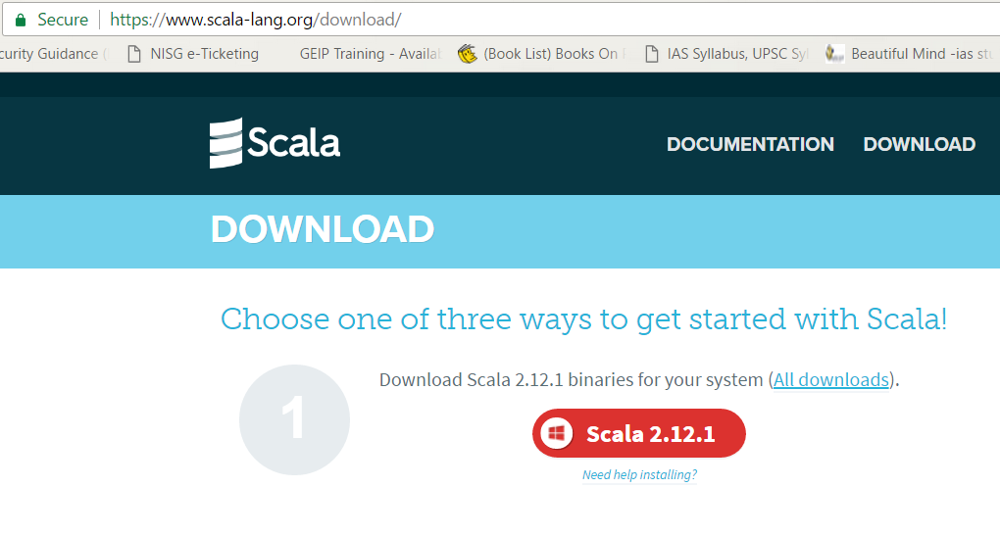 Secure https://www.scala-lang.org/download/
curity Guidance ( NISG e-Ticketing GEIP Training - Availab (Book List) Books On IAS Syllabus, UPSC Sy Beautiful Mind -ias stu
Scala DOCUMENTATION DOWNLOAD
DOWNLOAD
Choose one of three ways to get started with Scala!
1
Download Scala 2.12.1 binaries for your system (All downloads).
Scala 2.12.1
Need help installing?